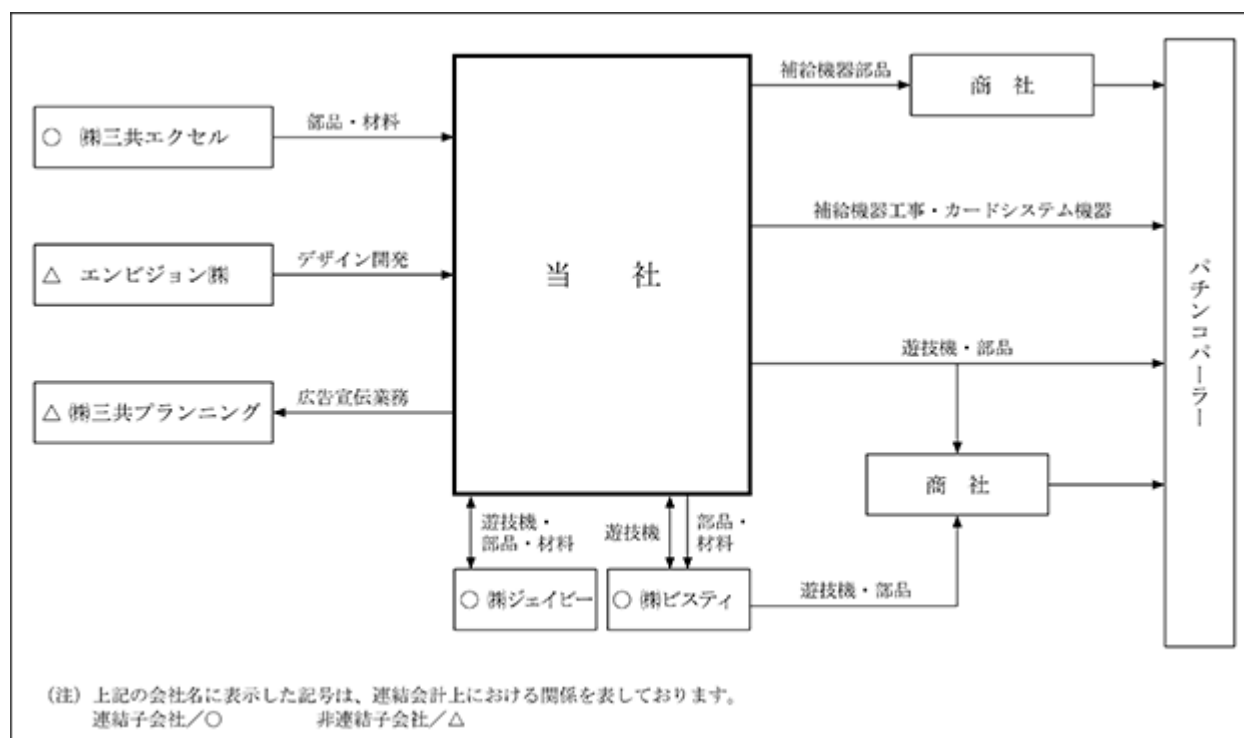 補給機器部品
商 社
○ ㈱三共エクセル
部品・材料
補給機器工事・カードシステム機器
△ エンビジョン㈱
デザイン開発
当 社
パチンコパーラー
遊技機・部品
△ ㈱三共プランニング
広告宣伝業務
商 社
遊技機・
部品・材料
遊技機
部品・
材料
○ ㈱ジェイビー
○ ㈱ビスティ
遊技機・部品
(注) 上記の会社名に表示した記号は、連結会計上における関係を表しております。
連結子会社/○ 非連結子会社/△